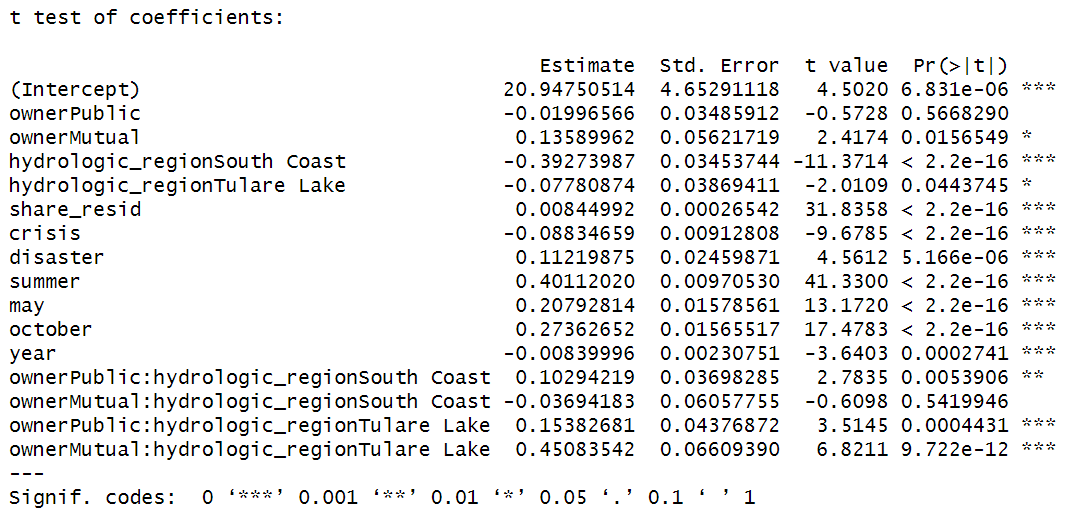 t test of coefficients:

                                           Estimate  Std. Error  t value  Pr(>|t|)
(Intercept)                             20.94750514  4.65291118   4.5020 6.831e-06 ***
ownerPublic                             -0.01996566  0.03485912  -0.5728 0.5668290
ownerMutual                              0.13589962  0.05621719   2.4174 0.0156549 *
hydrologic_regionSouth Coast            -0.39273987  0.03453744 -11.3714 < 2.2e-16 ***
hydrologic_regionTulare Lake            -0.07780874  0.03869411  -2.0109 0.0443745 *
share_resid                              0.00844992  0.00026542  31.8358 < 2.2e-16 ***
crisis                                  -0.08834659  0.00912808  -9.6785 < 2.2e-16 ***
disaster                                 0.11219875  0.02459871   4.5612 5.166e-06 ***
summer                                   0.40112020  0.00970530  41.3300 < 2.2e-16 ***
may                                      0.20792814  0.01578561  13.1720 < 2.2e-16 ***
october                                  0.27362652  0.01565517  17.4783 < 2.2e-16 ***
year                                    -0.00839996  0.00230751  -3.6403 0.0002741 ***
ownerPublic:hydrologic_regionSouth Coast  0.10294219  0.03698285   2.7835 0.0053906 **
ownerMutual:hydrologic_regionSouth Coast -0.03694183  0.06057755  -0.6098 0.5419946
ownerPublic:hydrologic_regionTulare Lake  0.15382681  0.04376872   3.5145 0.0004431 ***
ownerMutual:hydrologic_regionTulare Lake  0.45083542  0.06609390   6.8211 9.722e-12 ***
---
Signif. codes:  0 ‘***’ 0.001 ‘**’ 0.01 ‘*’ 0.05 ‘.’ 0.1 ‘ ’ 1